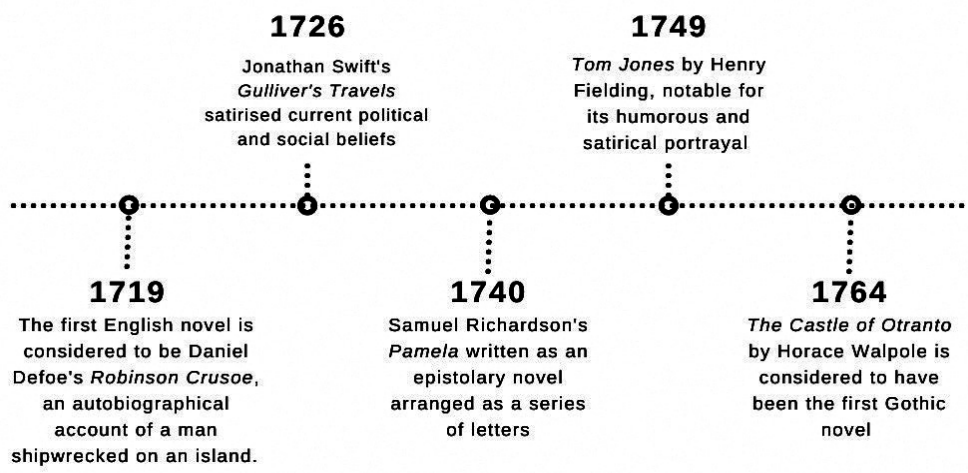 1726
Jonathan Swift's
Gulliver's Travels
satirised current political
and social beliefs
1749
Tom Jones by Henry
Fielding, notable for
its humorous and
satirical portrayal
1719
The first English novel is
considered to be Daniel
Defoe's Robinson Crusoe,
an autobiographical
account of a man
shipwrecked on an island.
1740
Samuel Richardson's
Pamela written as an
epistolary novel
arranged as a series
of letters
1764
The Castle of Otranto
by Horace Walpole is
considered to have
been the first Gothic
novel